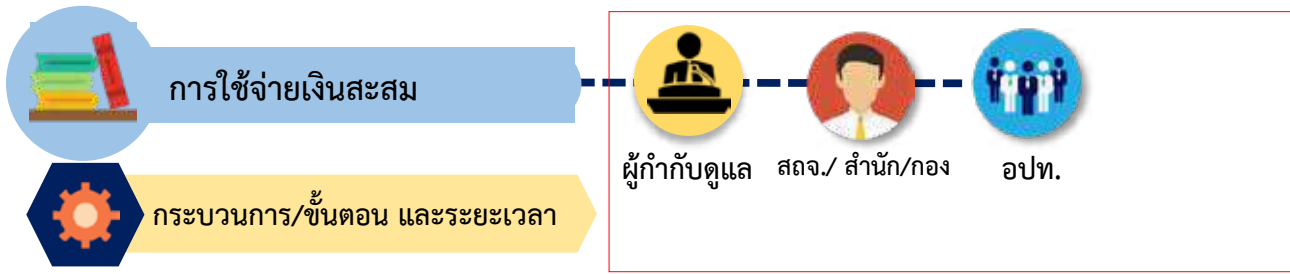 การใช้จ่ายเงินสะสม
ผู้กำกับดูแล
สถจ./ สำนัก/กอง
อปท.
กระบวนการ/ขั้นตอน และระยะเวลา